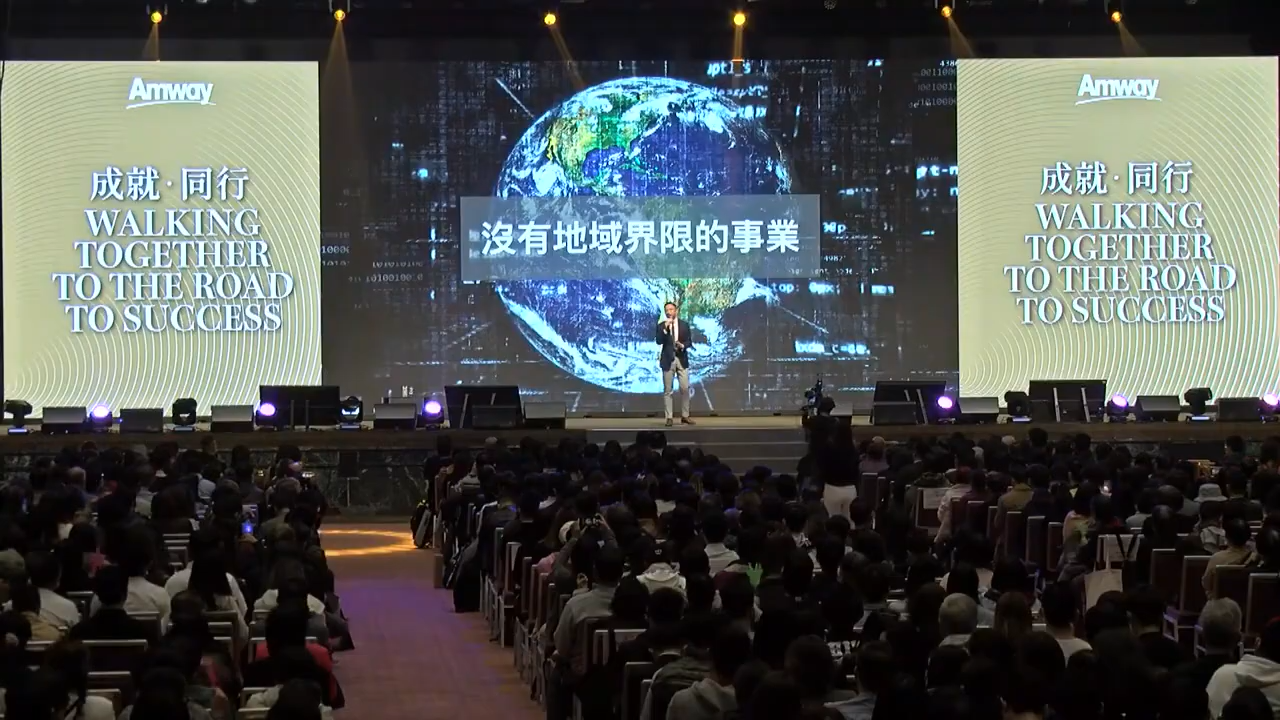 Amway
成就·同行
WALKING
TOGETHER
TO THE ROAD
TO SUCCESS
沒有地域界限的事業
Amway
成就·同行
WALKING
TOGETHER
TO THE ROAD
TO SUCCESS